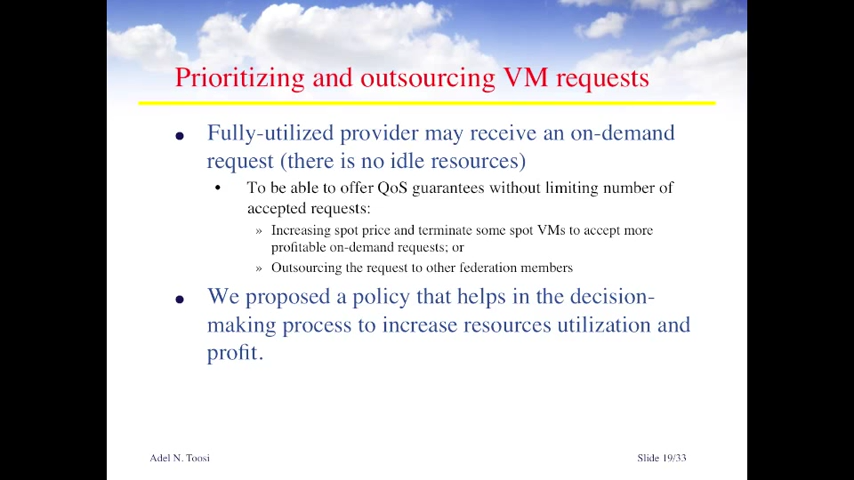 Prioritizing and outsourcing VM requests
• Fully-utilized provider may receive an on-demand
request (there is no idle resources)
• To be able to offer QoS guarantees without limiting number of
accepted requests:
» Increasing spot price and terminate some spot VMs to accept more
profitable on-demand requests; or
» Outsourcing the request to other federation members
• We proposed a policy that helps in the decision-
making process to increase resources utilization and
profit.
Adel N. Toosi
Slide 19/33